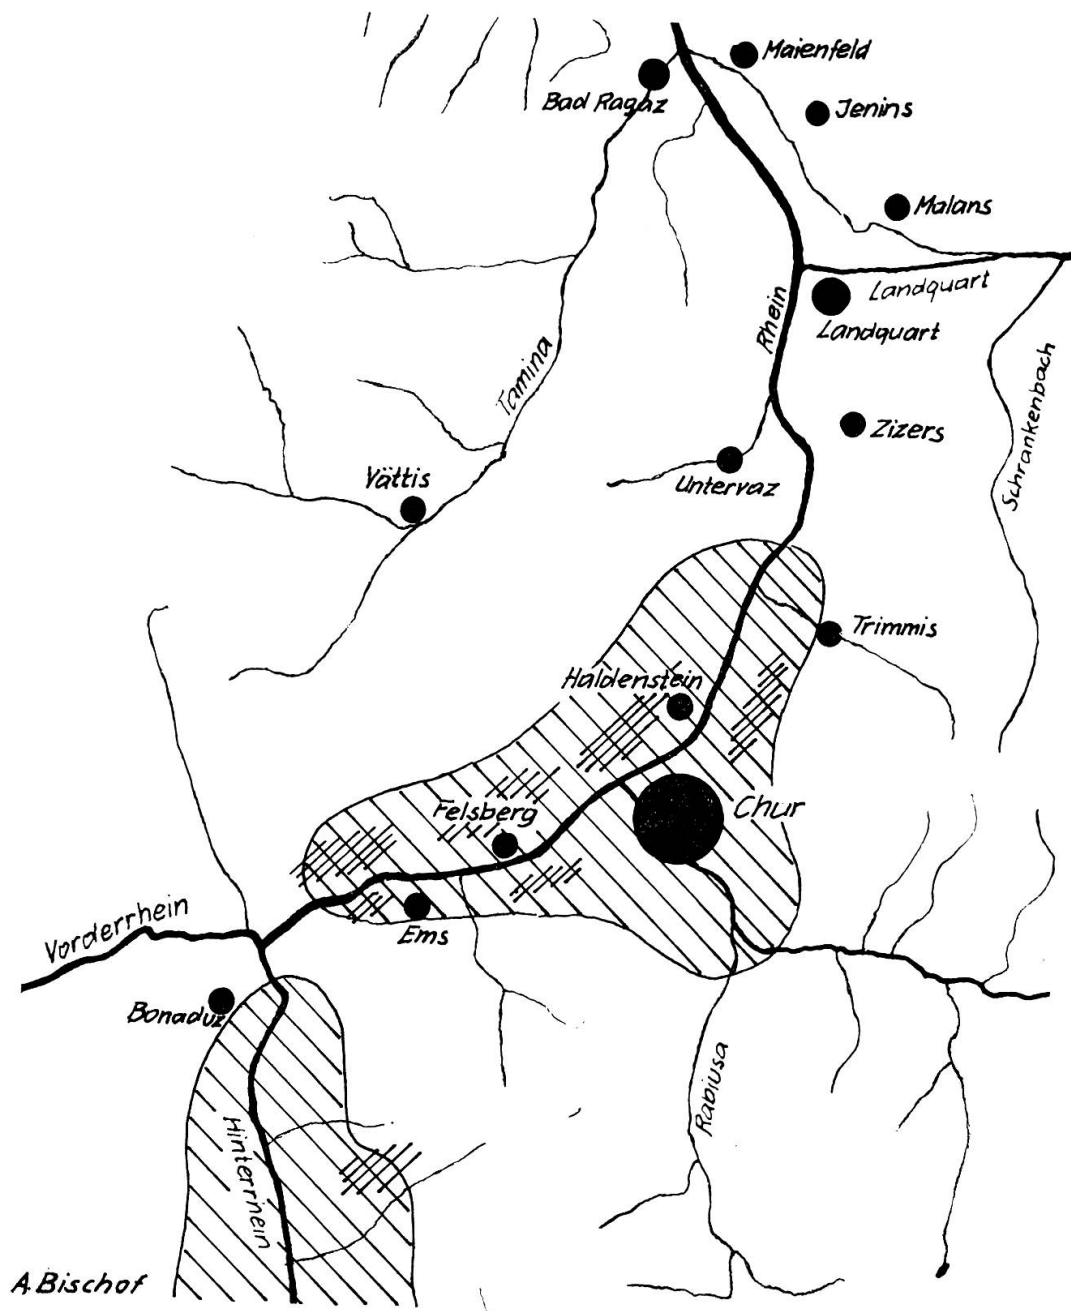 Maienfeld
Bad Ragaz
Jenins
Malans
Landquart
Rhein
Landquart
Tamina
Schrankenbach
Zizers
Vättis
Untervaz
Trimmis
Haldenstein
Chur
Felsberg
Vorderrhein
Ems
Bonaduz
Rabiusa
Hinterrhein
A. Bischof